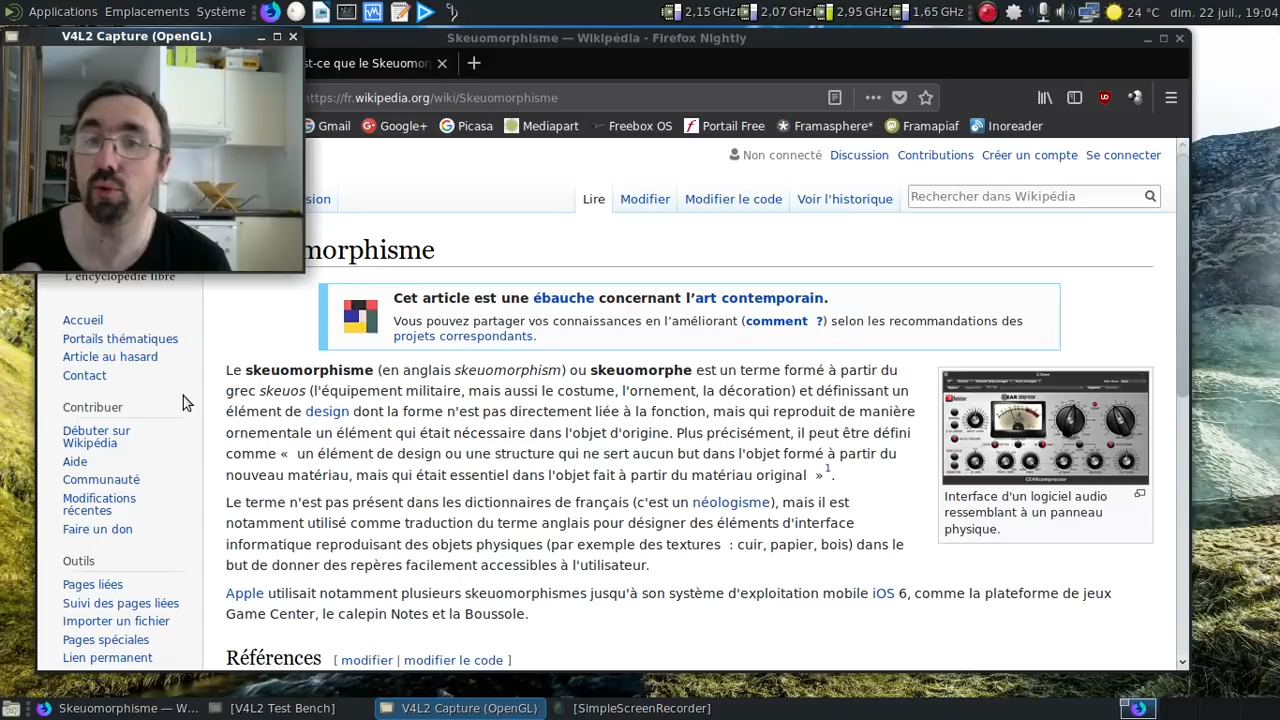 Applications Emplacements Système 2,15 GHz 2,07 GHz 2,95 GHz 1,65 GHz 24 °C dim. 22 juil., 19:04
V4L2 Capture (OpenGL)
Skeuomorphisme — Wikipédia - Firefox Nightly
st-ce que le Skeuomor
https://fr.wikipedia.org/wiki/Skeuomorphisme
Gmail Google+ Picasa Mediapart Freebox OS Portail Free Framasphere* Framapiaf Inoreader
Non connecté Discussion Contributions Créer un compte Se connecter
sion Lire Modifier Modifier le code Voir l'historique Rechercher dans Wikipédia
morphisme
L'encyclopédie libre
Cet article est une ébauche concernant l’art contemporain.
Vous pouvez partager vos connaissances en l’améliorant (comment ?) selon les recommandations des
projets correspondants.
Accueil
Portails thématiques
Article au hasard
Contact
Contribuer
Débuter sur
Wikipédia
Aide
Communauté
Modifications
récentes
Faire un don
Outils
Pages liées
Suivi des pages liées
Importer un fichier
Pages spéciales
Lien permanent
Le skeuomorphisme (en anglais skeuomorphism) ou skeuomorphe est un terme formé à partir du
grec skeuos (l'équipement militaire, mais aussi le costume, l'ornement, la décoration) et définissant un
élément de design dont la forme n'est pas directement liée à la fonction, mais qui reproduit de manière
ornementale un élément qui était nécessaire dans l'objet d'origine. Plus précisément, il peut être défini
comme « un élément de design ou une structure qui ne sert aucun but dans l'objet formé à partir du
nouveau matériau, mais qui était essentiel dans l'objet fait à partir du matériau original »1.
Le terme n'est pas présent dans les dictionnaires de français (c'est un néologisme), mais il est
notamment utilisé comme traduction du terme anglais pour désigner des éléments d'interface
informatique reproduisant des objets physiques (par exemple des textures : cuir, papier, bois) dans le
but de donner des repères facilement accessibles à l'utilisateur.
Apple utilisait notamment plusieurs skeuomorphismes jusqu'à son système d'exploitation mobile iOS 6, comme la plateforme de jeux
Game Center, le calepin Notes et la Boussole.
Références [ modifier | modifier le code ]
GEARcompressor
Interface d'un logiciel audio
ressemblant à un panneau
physique.
Skeuomorphisme — W... [V4L2 Test Bench] V4L2 Capture (OpenGL) [SimpleScreenRecorder]